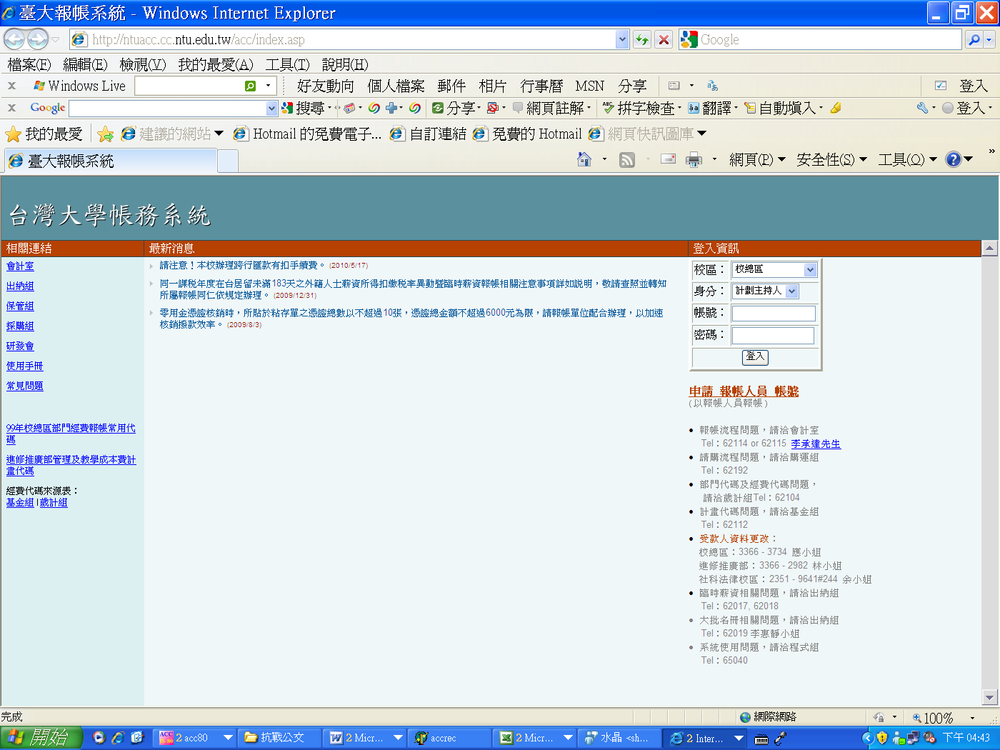 臺大報帳系統 - Windows Internet Explorer
http://ntuacc.cc.ntu.edu.tw/acc/index.asp
Google
檔案(F) 編輯(E) 檢視(V) 我的最愛(A) 工具(T) 說明(H)
x Windows Live 好友動向 個人檔案 郵件 相片 行事曆 MSN 分享 登入
x Google 搜尋 分享 網頁註解 拼字檢查 翻譯 自動填入 登入
我的最愛 建議的網站 Hotmail 的免費電子... 自訂連結 免費的 Hotmail 網頁快訊圖庫
臺大報帳系統 網頁(P) 安全性(S) 工具(O) »
台灣大學帳務系統
相關連結
會計室
出納組
保管組
採購組
研發會
使用手冊
常見問題
99年校總區部門經費報帳常用代
碼
進修推廣部管理及教學成本費計
畫代碼
經費代碼來源表：
基金組 | 歲計組
最新消息
請注意！本校辦理跨行匯款有扣手續費。 (2010/5/17)
同一課稅年度在台居留未滿183天之外籍人士薪資所得扣繳稅率異動暨臨時薪資報帳相關注意事項詳如說明，敬請查照並轉知
所屬報帳同仁依規定辦理。 (2009/12/31)
零用金憑證核銷時，所貼於粘存單之憑證總數以不超過10張，憑證總金額不超過6000元為限，請報帳單位配合辦理，以加速
核銷撥款效率。 (2009/8/3)
登入資訊
校區： 校總區
身分： 計劃主持人
帳號：
密碼：
登入
申請 報帳人員 帳號
(以報帳人員報帳)
報帳流程問題，請洽會計室
Tel：62114 or 62115 李承達先生
請購流程問題，請洽購運組
Tel：62192
部門代碼及經費代碼問題，
請洽歲計組Tel：62104
計畫代碼問題，請洽基金組
Tel：62112
受款人資料更改：
校總區：3366 - 3734 應小姐
進修推廣部：3366 - 2982 林小姐
社科法律校區：2351 - 9641#244 余小姐
臨時薪資相關問題，請洽出納組
Tel：62017, 62018
大批名冊相關問題，請洽出納組
Tel：62019 李惠靜小姐
系統使用問題，請洽程式組
Tel：65040
完成 網際網路 100%
開始 2 acc80 抗戰公文 2 Micr... accrec 2 Micr... 水晶 <sh... 2 Inter... 下午 04:43